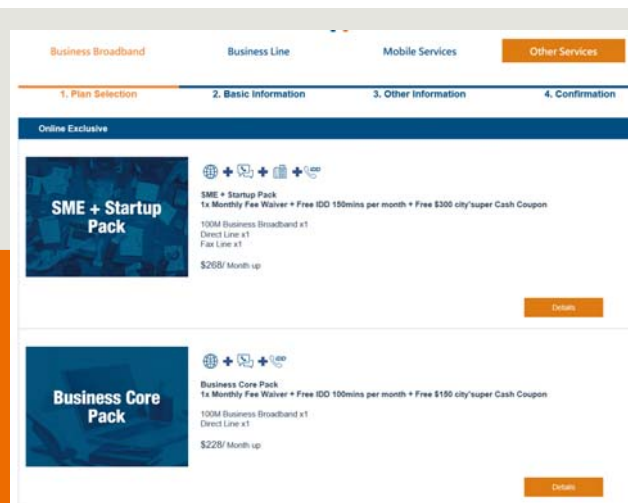 Business Broadband
Business Line
Mobile Services
Other Services
1. Plan Selection
2. Basic Information
3. Other Information
4. Confirmation
Online Exclusive
SME + Startup
Pack
+ + + IDD
SME + Startup Pack
1x Monthly Fee Waiver + Free IDD 150mins per month + Free $300 city'super Cash Coupon
100M Business Broadband x1
Direct Line x1
Fax Line x1
$268/ Month up
Details
Business Core
Pack
+ + IDD
Business Core Pack
1x Monthly Fee Waiver + Free IDD 100mins per month + Free $150 city'super Cash Coupon
100M Business Broadband x1
Direct Line x1
$228/ Month up
Details